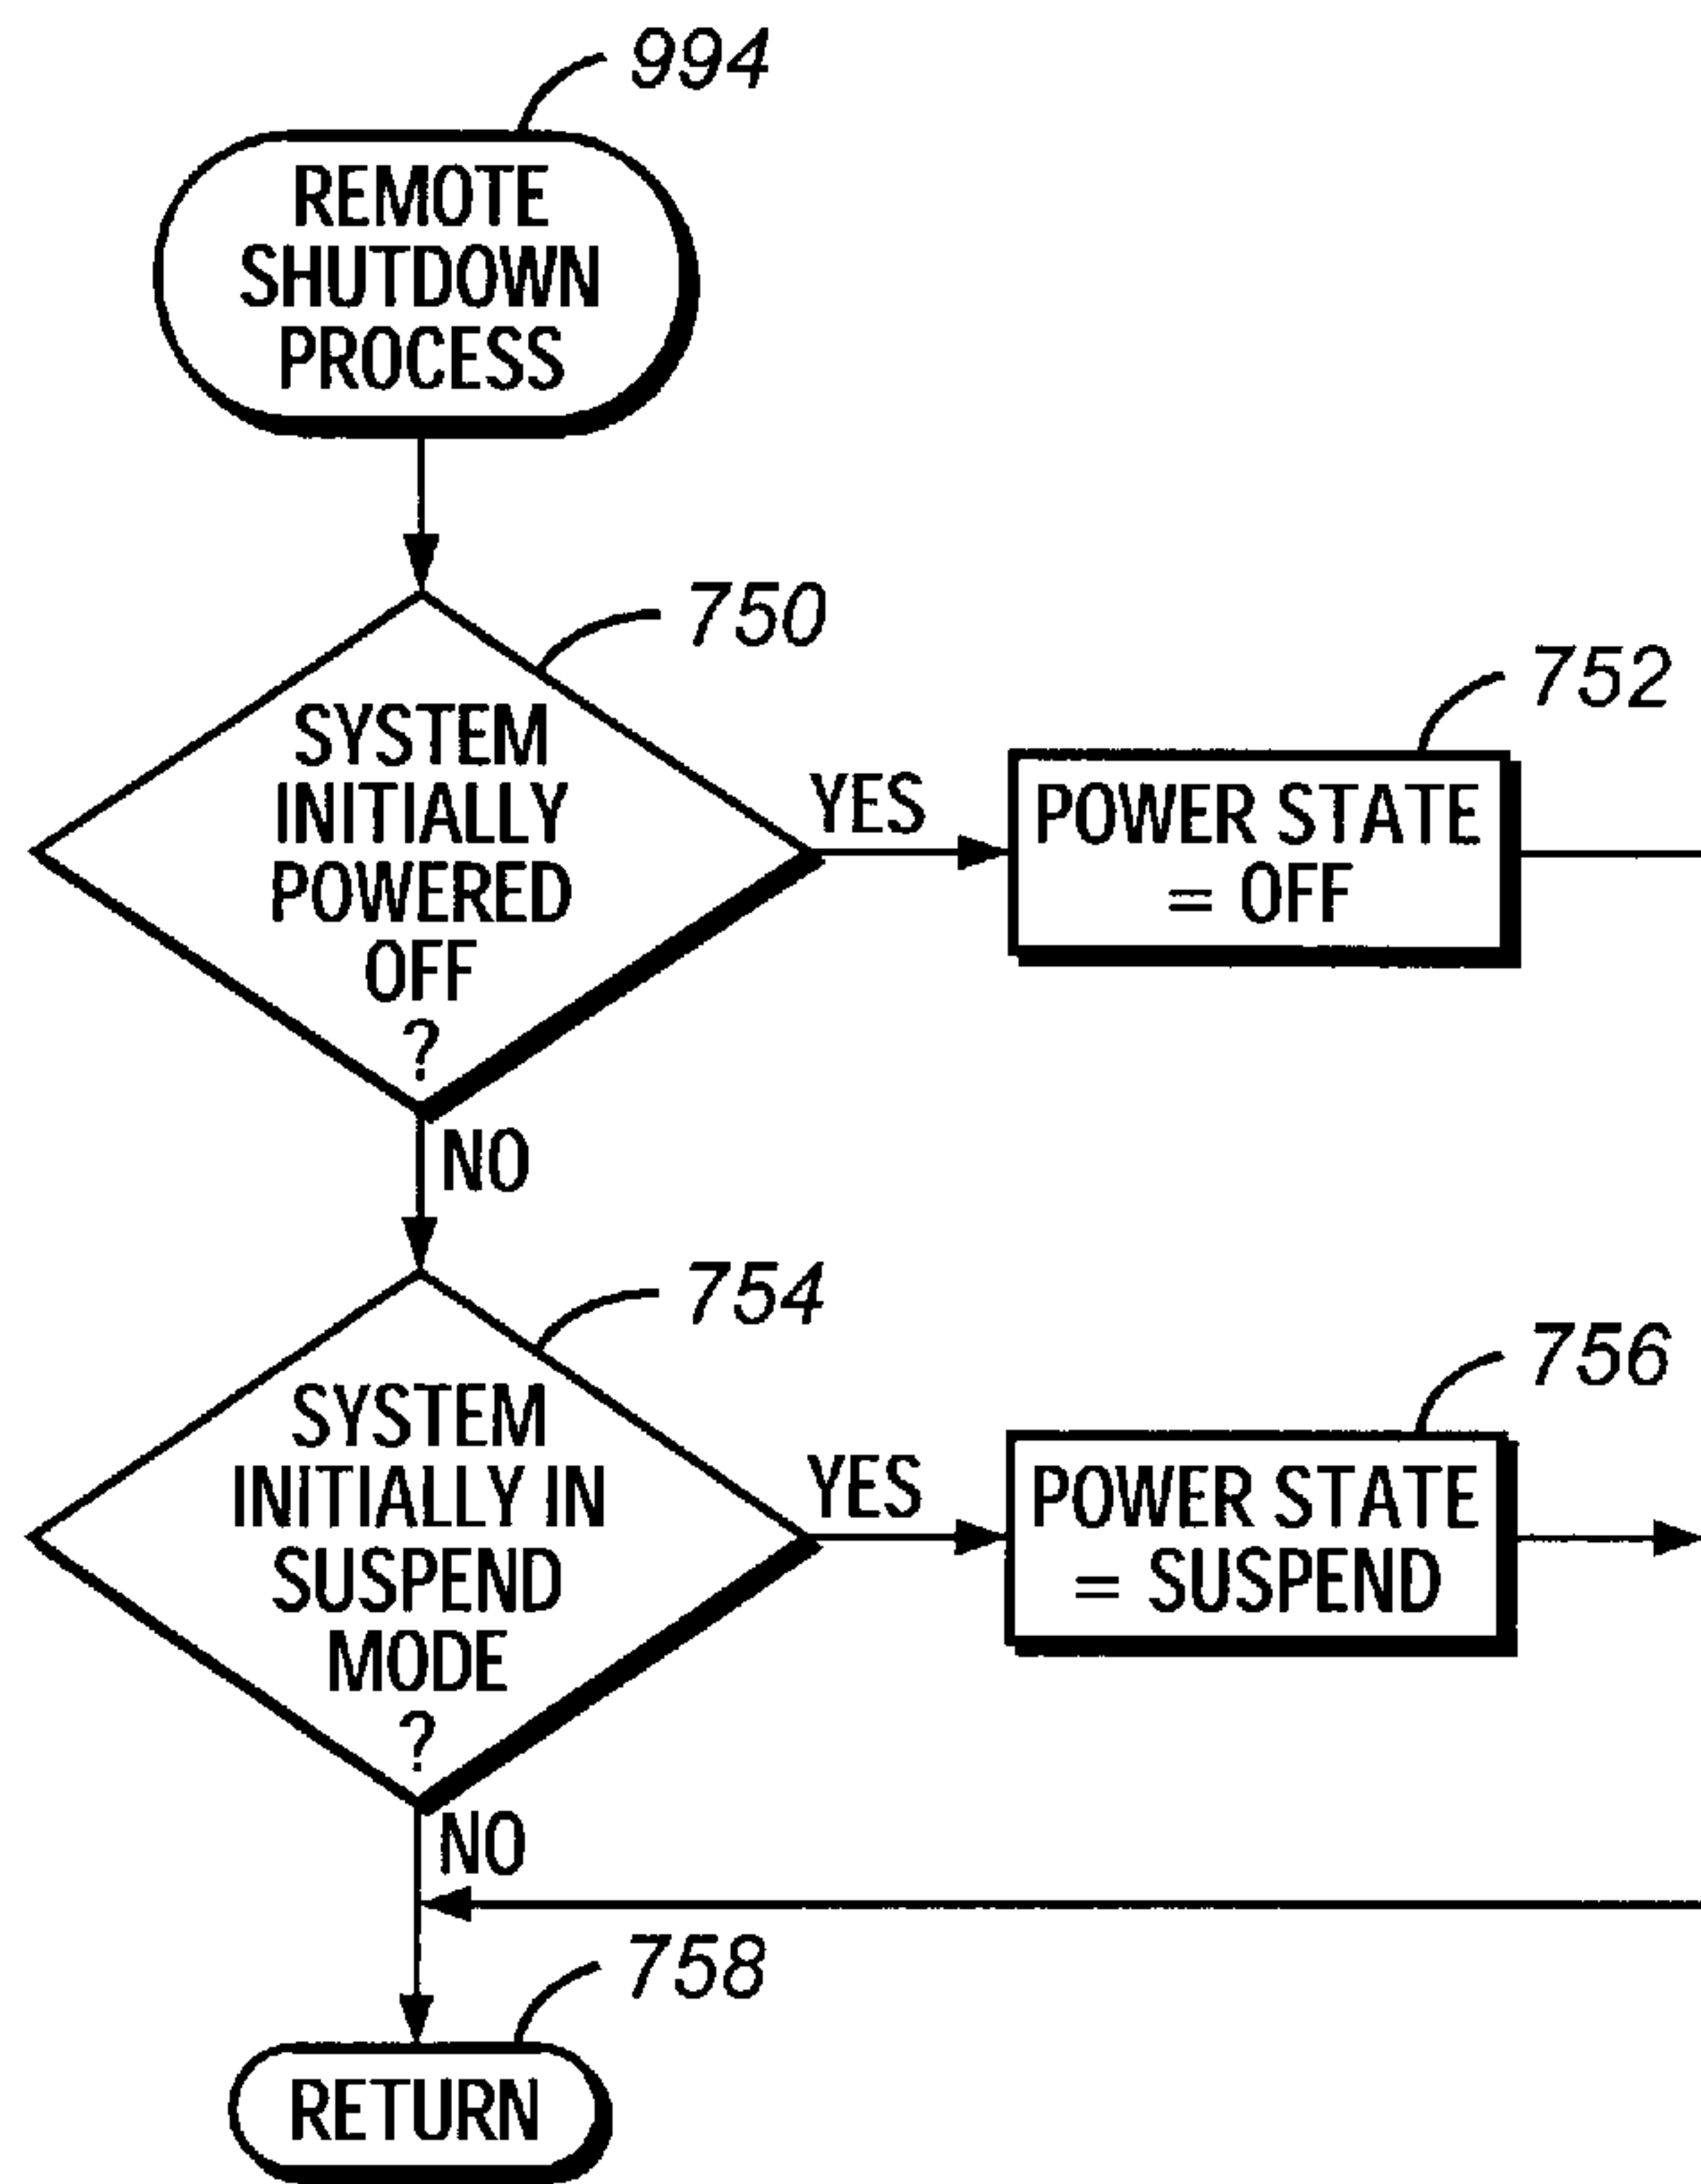 994
REMOTE
SHUTDOWN
PROCESS
750
SYSTEM
INITIALLY
POWERED
OFF
?
YES
752
POWER STATE
= OFF
NO
754
SYSTEM
INITIALLY IN
SUSPEND
MODE
?
YES
756
POWER STATE
= SUSPEND
NO
758
RETURN